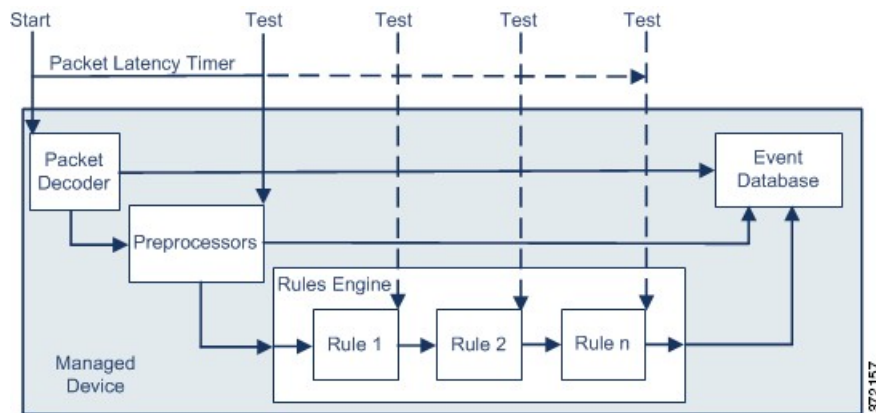 Start
Test
Test
Test
Test
Packet Latency Timer
Packet
Decoder
Event
Database
Preprocessors
Rules Engine
Rule 1
Rule 2
Rule n
Managed
Device
372157